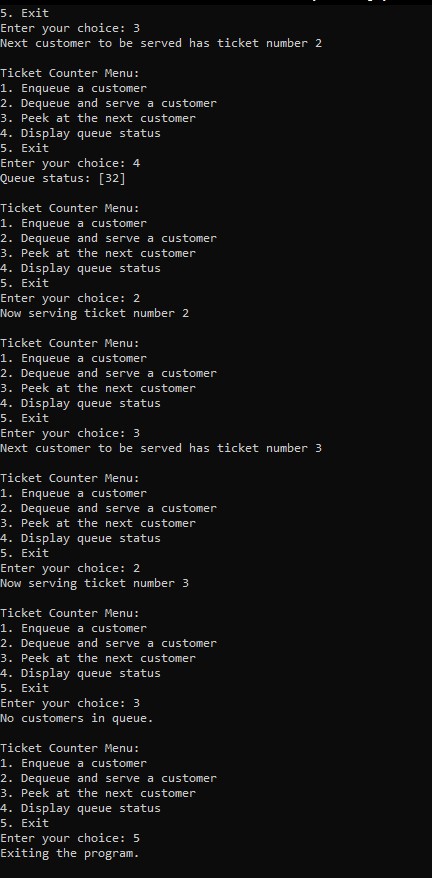 5. Exit
Enter your choice: 3
Next customer to be served has ticket number 2
Ticket Counter Menu:
1. Enqueue a customer
2. Dequeue and serve a customer
3. Peek at the next customer
4. Display queue status
5. Exit
Enter your choice: 4
Queue status: [32]
Ticket Counter Menu:
1. Enqueue a customer
2. Dequeue and serve a customer
3. Peek at the next customer
4. Display queue status
5. Exit
Enter your choice: 2
Now serving ticket number 2
Ticket Counter Menu:
1. Enqueue a customer
2. Dequeue and serve a customer
3. Peek at the next customer
4. Display queue status
5. Exit
Enter your choice: 3
Next customer to be served has ticket number 3
Ticket Counter Menu:
1. Enqueue a customer
2. Dequeue and serve a customer
3. Peek at the next customer
4. Display queue status
5. Exit
Enter your choice: 2
Now serving ticket number 3
Ticket Counter Menu:
1. Enqueue a customer
2. Dequeue and serve a customer
3. Peek at the next customer
4. Display queue status
5. Exit
Enter your choice: 3
No customers in queue.
Ticket Counter Menu:
1. Enqueue a customer
2. Dequeue and serve a customer
3. Peek at the next customer
4. Display queue status
5. Exit
Enter your choice: 5
Exiting the program.